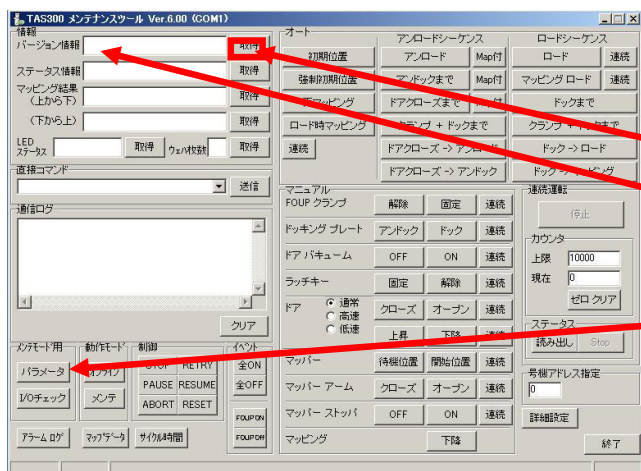 TAS300 メンテナンスツール Ver.6.00 (COM1)
情報
バージョン情報 取得
ステータス情報 取得
マッピング結果
(上から下) 取得
(下から上) 取得
LED
ステータス 取得 ウェハ枚数 取得
直接コマンド
送信
通信ログ
クリア
メンテモード用
パラメータ
I/Oチェック
動作モード
オンライン
メンテ
制御
STOP RETRY
PAUSE RESUME
ABORT RESET
イベント
全ON
全OFF
FOUPON
FOUPOff
アラームログ マップデータ サイクル時間
オート
初期位置
強制初期位置
マッピング
ロード時マッピング
連続
アンロードシーケンス
アンロード Map付
アンドックまで Map付
ドアクローズまで Map付
クランプ + ドックまで
ドアクローズ -> アンロード
ドアクローズ -> アンドック
ロードシーケンス
ロード 連続
マッピング ロード 連続
ドックまで
クランプ + ドックまで
ドック -> ロード
ドック -> マッピング
マニュアル
FOUP クランプ 解除 固定 連続
ドッキング プレート アンドック ドック 連続
ドア バキューム OFF ON 連続
ラッチキー 固定 解除 連続
ドア 通常 高速 低速 クローズ オープン 連続
上昇 下降 連続
マッパー 待機位置 開始位置 連続
マッパー アーム クローズ オープン 連続
マッパー ストッパ OFF ON 連続
マッピング 下降
連続運転
停止
カウンタ
上限 10000
現在 0
ゼロ クリア
ステータス
読み出し Stop
号機アドレス指定
0
詳細設定
終了